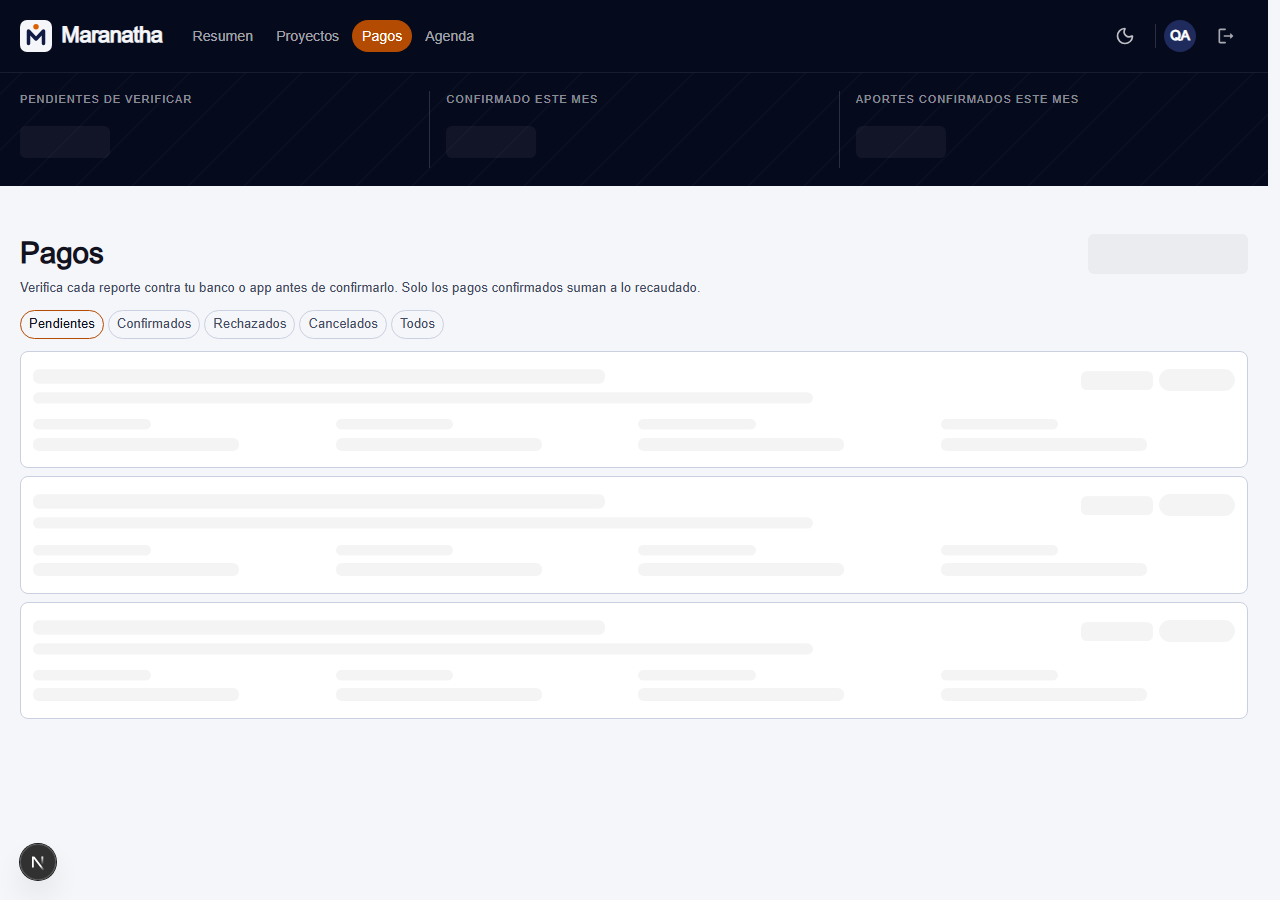 Maranatha Resumen Proyectos Pagos Agenda QA
PENDIENTES DE VERIFICAR CONFIRMADO ESTE MES APORTES CONFIRMADOS ESTE MES
Pagos
Verifica cada reporte contra tu banco o app antes de confirmarlo. Solo los pagos confirmados suman a lo recaudado.
Pendientes Confirmados Rechazados Cancelados Todos
N